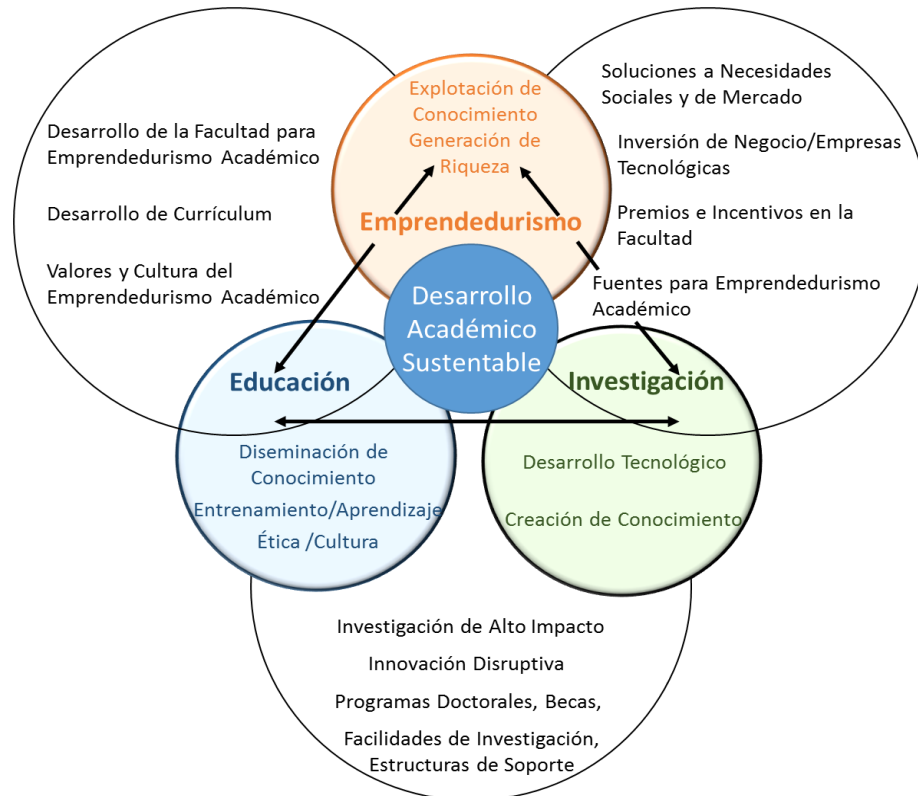 Explotación de
Conocimiento
Generación de
Riqueza
Emprendedurismo
Desarrollo de la Facultad para
Emprendedurismo Académico
Desarrollo de Currículum
Valores y Cultura del
Emprendedurismo Académico
Soluciones a Necesidades
Sociales y de Mercado
Inversión de Negocio/Empresas
Tecnológicas
Premios e Incentivos en la
Facultad
Fuentes para Emprendedurismo
Académico
Desarrollo
Académico
Sustentable
Educación
Diseminación de
Conocimiento
Entrenamiento/Aprendizaje
Ética /Cultura
Investigación
Desarrollo Tecnológico
Creación de Conocimiento
Investigación de Alto Impacto
Innovación Disruptiva
Programas Doctorales, Becas,
Facilidades de Investigación,
Estructuras de Soporte